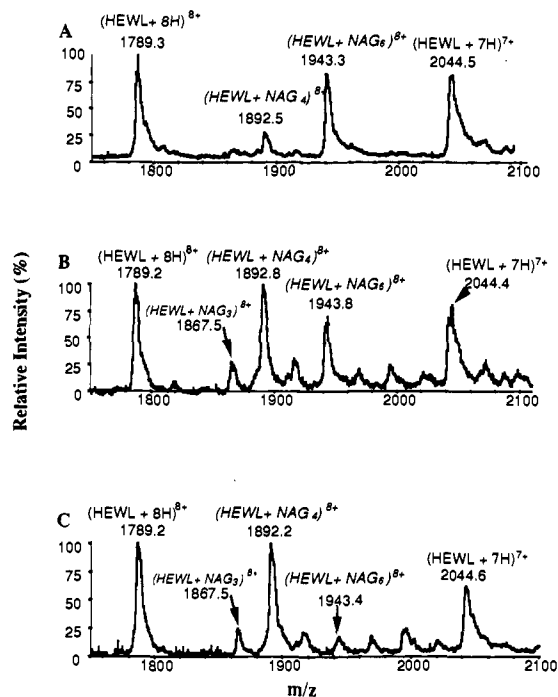 A
(HEWL + 8H) 8+
1789.3
(HEWL+ NAG 4) 8+
1892.5
(HEWL+ NAG6)8+
1943.3
(HEWL + 7H)7+
2044.5
100
75
50
25
0
1800
1900
2000
2100
Relative Intensity (%)
B
(HEWL + 8H)8+
1789.2
(HEWL + NAG4)8+
1892.8
(HEWL+NAG3)8+
1867.5
(HEWL + NAG6)8+
1943.8
(HEWL + 7H)7+
2044.4
100
75
50
25
0
1800
1900
2000
2100
C
(HEWL + 8H)8+
1789.2
(HEWL+ NAG4) 8+
1892.2
(HEWL+ NAG3) 8+
1867.5
(HEWL+ NAG6)8+
1943.4
(HEWL + 7H)7+
2044.6
100
75
50
25
0
1800
1900
2000
2100
m/z